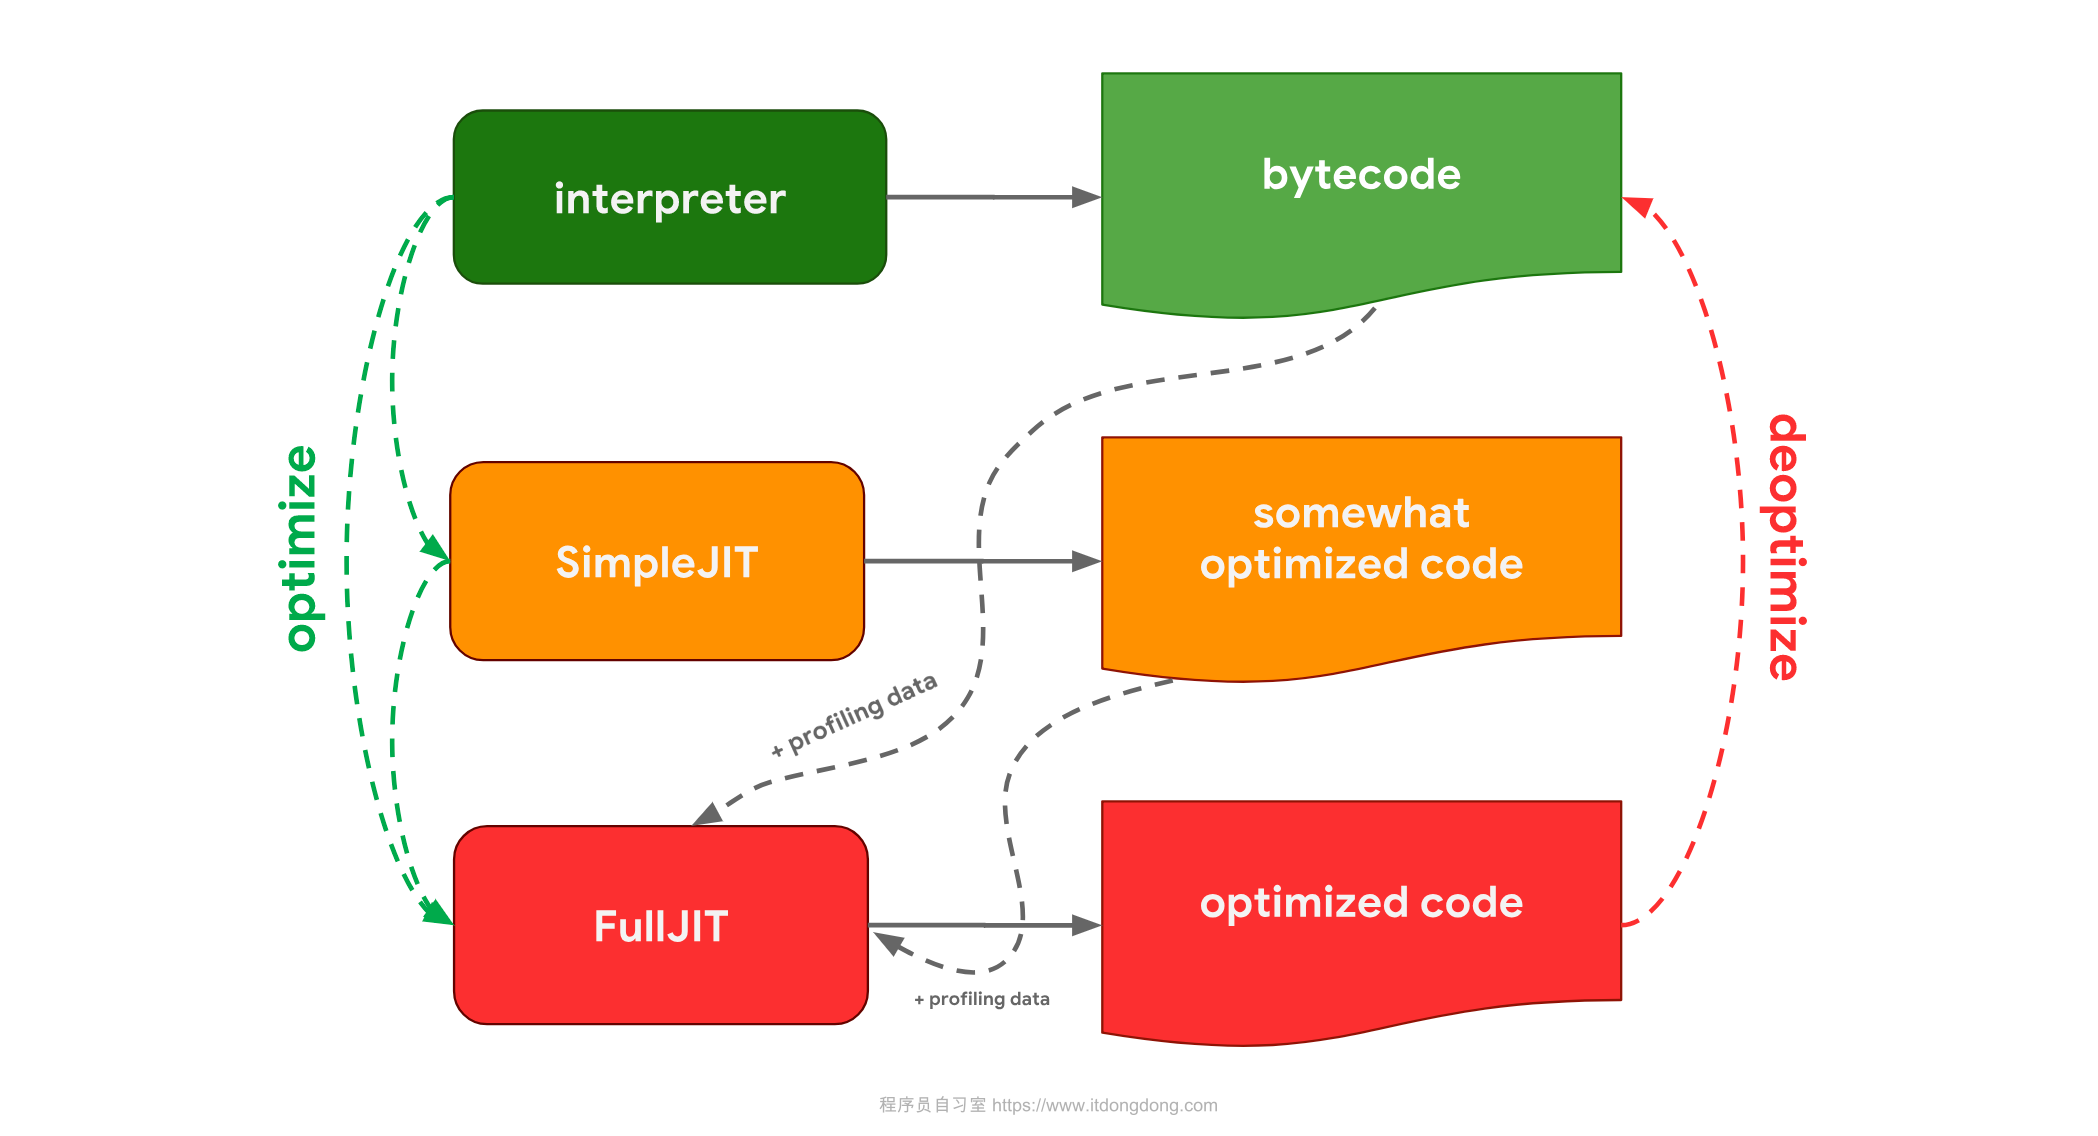 interpreter
bytecode
optimize
SimpleJIT
somewhat
optimized code
deoptimize
+ profiling data
FullJIT
optimized code
+ profiling data
程序员自习室 https://www.itdongdong.com